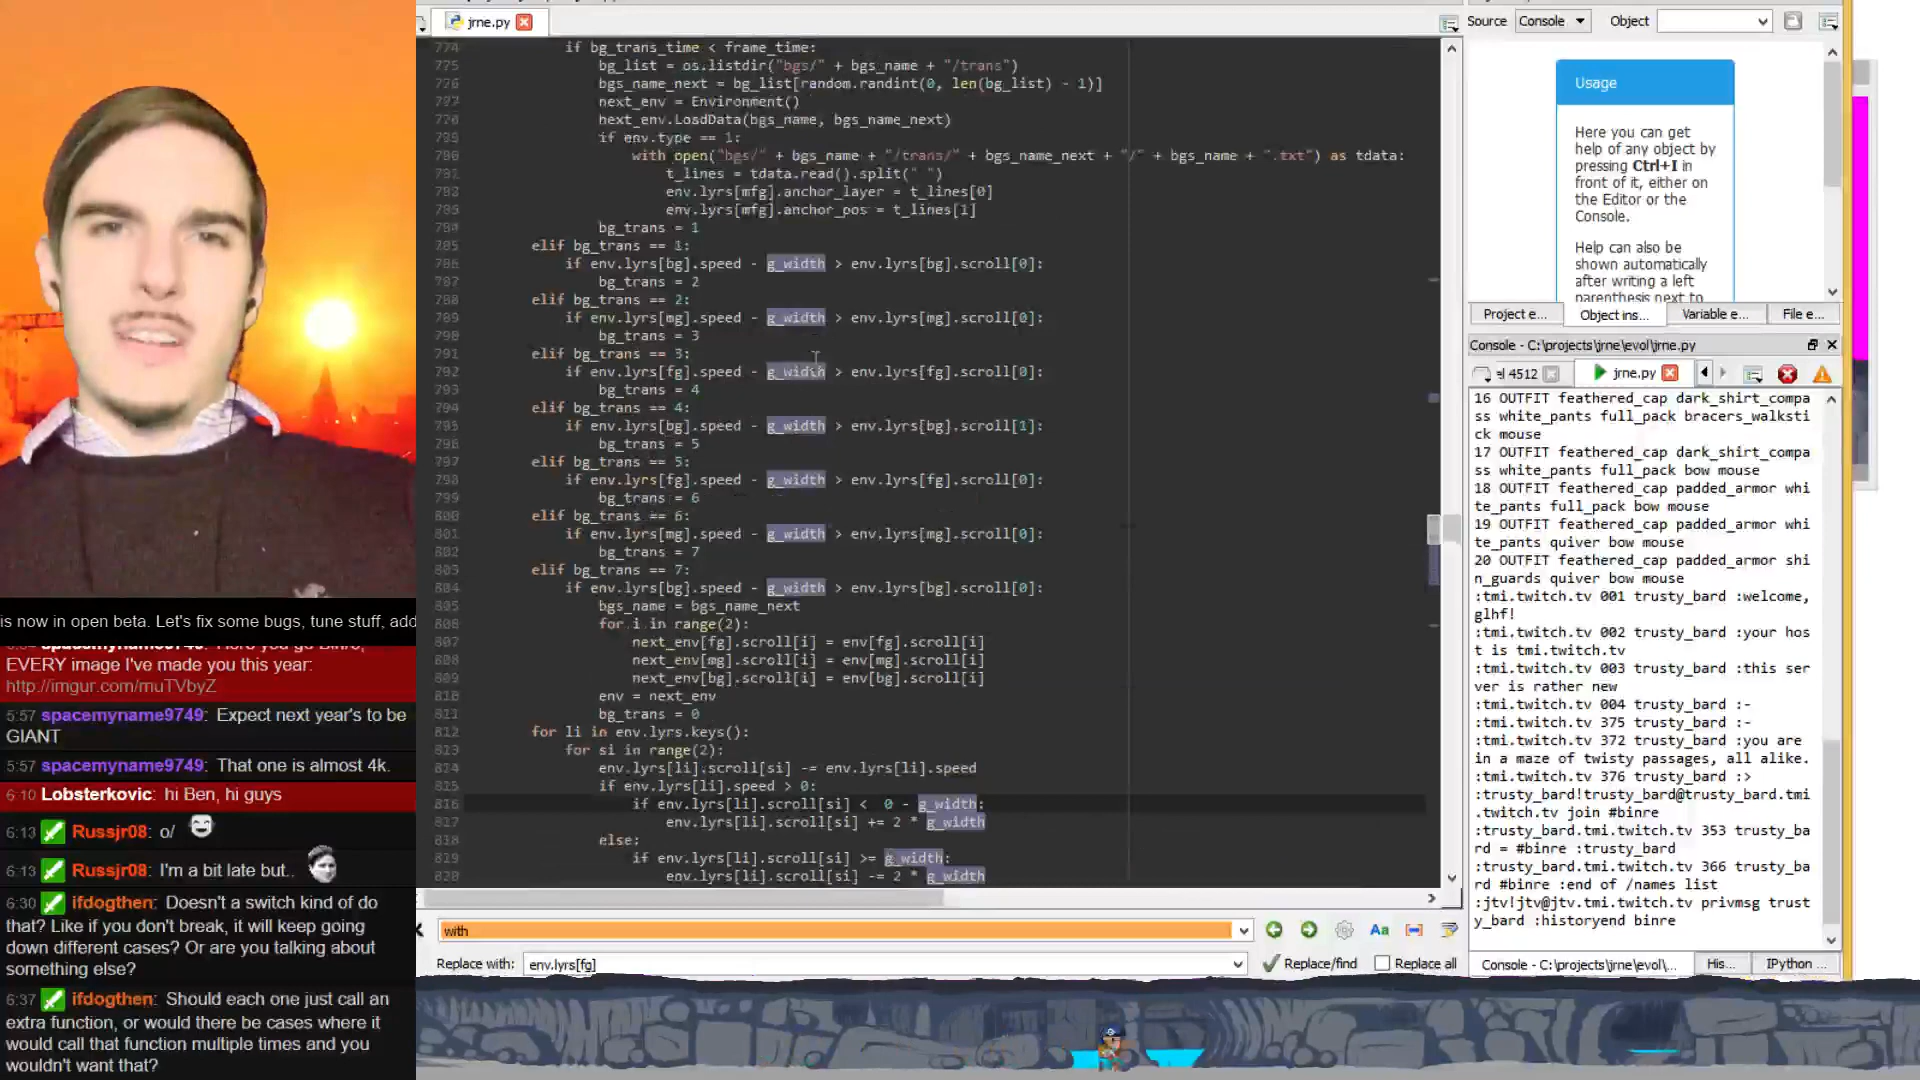 jrne.py
774 if bg_trans_time < frame_time:
775 bg_list = os.listdir("bgs/" + bgs_name + "/trans")
776 bgs_name_next = bg_list[random.randint(0, len(bg_list) - 1)]
next_env = Environment()
next_env.LoadData(bgs_name, bgs_name_next)
if env.type == 1:
with open("bgs/" + bgs_name + "/trans/" + bgs_name_next + "/" + bgs_name + ".txt") as tdata:
t_lines = tdata.read().split(" ")
env.lyrs[mfg].anchor_layer = t_lines[0]
env.lyrs[mfg].anchor_pos = t_lines[1]
bg_trans = 1
elif bg_trans == 1:
if env.lyrs[bg].speed - g_width > env.lyrs[bg].scroll[0]:
787 bg_trans = 2
788 elif bg_trans == 2:
789 if env.lyrs[mg].speed - g_width > env.lyrs[mg].scroll[0]:
790 bg_trans = 3
791 elif bg_trans == 3:
792 if env.lyrs[fg].speed - g_width > env.lyrs[fg].scroll[0]:
793 bg_trans = 4
794 elif bg_trans == 4:
795 if env.lyrs[bg].speed - g_width > env.lyrs[bg].scroll[1]:
796 bg_trans = 5
797 elif bg_trans == 5:
798 if env.lyrs[fg].speed - g_width > env.lyrs[fg].scroll[0]:
799 bg_trans = 6
800 elif bg_trans == 6:
801 if env.lyrs[mg].speed - g_width > env.lyrs[mg].scroll[0]:
802 bg_trans = 7
803 elif bg_trans == 7:
804 if env.lyrs[bg].speed - g_width > env.lyrs[bg].scroll[0]:
805 bgs_name = bgs_name_next
806 for i in range(2):
807 next_env[fg].scroll[i] = env[fg].scroll[i]
808 next_env[mg].scroll[i] = env[mg].scroll[i]
809 next_env[bg].scroll[i] = env[bg].scroll[i]
810 env = next_env
811 bg_trans = 0
812 for li in env.lyrs.keys():
813 for si in range(2):
814 env.lyrs[li].scroll[si] -= env.lyrs[li].speed
815 if env.lyrs[li].speed > 0:
816 if env.lyrs[li].scroll[si] < 0 - g_width:
817 env.lyrs[li].scroll[si] += 2 * g_width
818 else:
819 if env.lyrs[li].scroll[si] >= g_width:
820 env.lyrs[li].scroll[si] -= 2 * g_width
with
Aa
Replace with: env.lyrs[fg]
Replace/find
Replace all
Source Console Object
Usage
Here you can get
help of any object by
pressing Ctrl+I in
front of it, either on
the Editor or the
Console.
Help can also be
shown automatically
after writing a left
parenthesis next to
Project e... Object ins... Variable e... File e...
Console - C:\projects\jrne\evol\jrne.py
el 4512 jrne.py
16 OUTFIT feathered_cap dark_shirt_compa
ss white_pants full_pack bracers_walksti
ck mouse
17 OUTFIT feathered_cap dark_shirt_compa
ss white_pants full_pack bow mouse
18 OUTFIT feathered_cap padded_armor whi
te_pants full_pack bow mouse
19 OUTFIT feathered_cap padded_armor whi
te_pants quiver bow mouse
20 OUTFIT feathered_cap padded_armor shi
n_guards quiver bow mouse
:tmi.twitch.tv 001 trusty_bard :welcome,
glhf!
:tmi.twitch.tv 002 trusty_bard :your hos
t is tmi.twitch.tv
:tmi.twitch.tv 003 trusty_bard :this ser
ver is rather new
:tmi.twitch.tv 004 trusty_bard :-
:tmi.twitch.tv 375 trusty_bard :-
:tmi.twitch.tv 372 trusty_bard :you are
in a maze of twisty passages, all alike.
:tmi.twitch.tv 376 trusty_bard :>
:trusty_bard!trusty_bard@trusty_bard.tmi
.twitch.tv join #binre
:trusty_bard.tmi.twitch.tv 353 trusty_ba
rd = #binre :trusty_bard
:trusty_bard.tmi.twitch.tv 366 trusty_ba
rd #binre :end of /names list
:jtv!jtv@jtv.tmi.twitch.tv privmsg trust
y_bard :historyend binre
Console - C:\projects\jrne\evol\... His... IPython ...
is now in open beta. Let's fix some bugs, tune stuff, add
EVERY image I've made you this year:
http://imgur.com/muTVbyZ
5:57 spacemyname9749: Expect next year's to be
GIANT
5:57 spacemyname9749: That one is almost 4k.
6:10 Lobsterkovic: hi Ben, hi guys
6:13 Russjr08: o/
6:13 Russjr08: I'm a bit late but..
6:30 ifdogthen: Doesn't a switch kind of do
that? Like if you don't break, it will keep going
down different cases? Or are you talking about
something else?
6:37 ifdogthen: Should each one just call an
extra function, or would there be cases where it
would call that function multiple times and you
wouldn't want that?